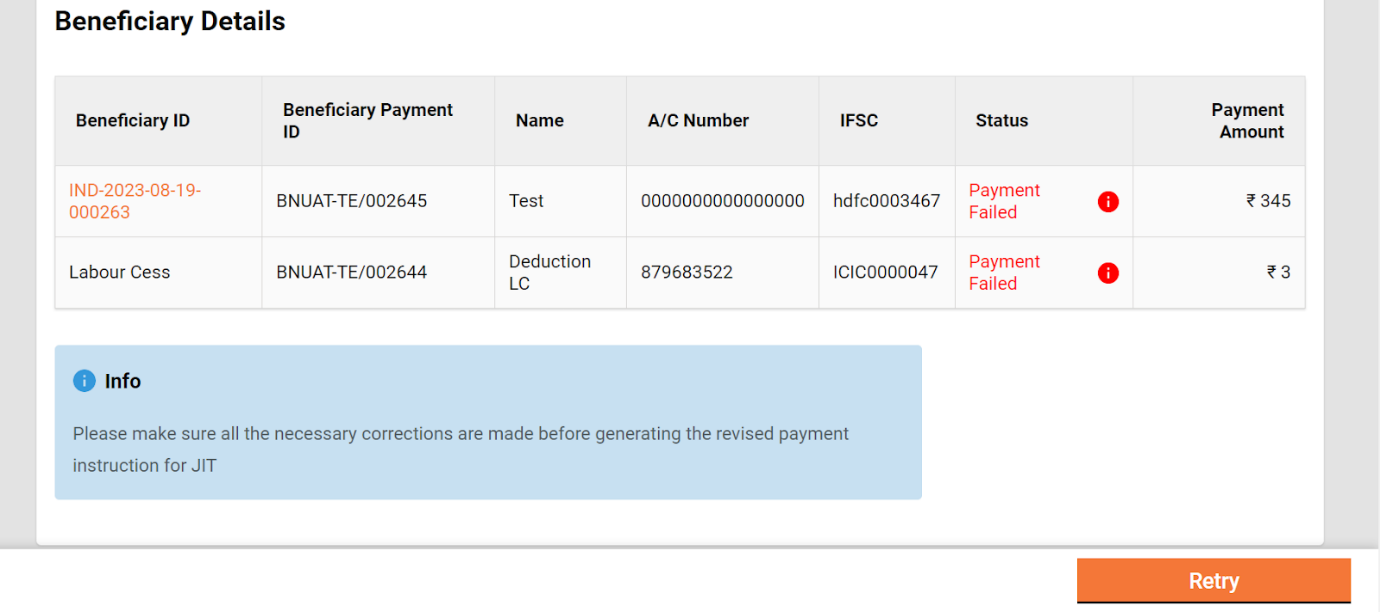 Beneficiary Details
Beneficiary ID
Beneficiary Payment
ID
Name
A/C Number
IFSC
Status
Payment
Amount
IND-2023-08-19-
000263
BNUAT-TE/002645
Test
0000000000000000
hdfc0003467
Payment
Failed
₹ 345
Labour Cess
BNUAT-TE/002644
Deduction
LC
879683522
ICIC0000047
Payment
Failed
₹ 3
Info
Please make sure all the necessary corrections are made before generating the revised payment
instruction for JIT
Retry